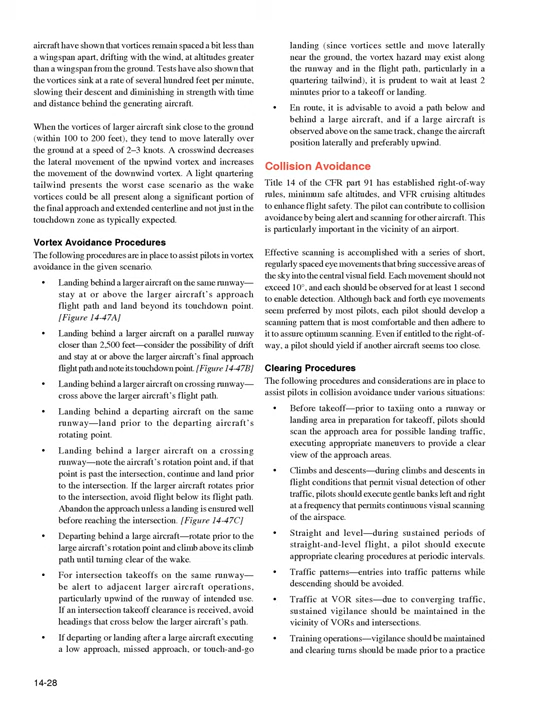 aircraft have shown that vortices remain spaced a bit less than
a wingspan apart, drifting with the wind, at altitudes greater
than a wingspan from the ground. Tests have also shown that
the vortices sink at a rate of several hundred feet per minute,
slowing their descent and diminishing in strength with time
and distance behind the generating aircraft.
When the vortices of larger aircraft sink close to the ground
(within 100 to 200 feet), they tend to move laterally over
the ground at a speed of 2–3 knots. A crosswind decreases
the lateral movement of the upwind vortex and increases
the movement of the downwind vortex. A light quartering
tailwind presents the worst case scenario as the wake
vortices could be all present along a significant portion of
the final approach and extended centerline and not just in the
touchdown zone as typically expected.
Vortex Avoidance Procedures
The following procedures are in place to assist pilots in vortex
avoidance in the given scenario.
• Landing behind a larger aircraft on the same runway—
stay at or above the larger aircraft's approach
flight path and land beyond its touchdown point.
[Figure 14-47A]
• Landing behind a larger aircraft on a parallel runway
closer than 2,500 feet—consider the possibility of drift
and stay at or above the larger aircraft's final approach
flight path and note its touchdown point. [Figure 14-47B]
• Landing behind a larger aircraft on crossing runway—
cross above the larger aircraft's flight path.
• Landing behind a departing aircraft on the same
runway—land prior to the departing aircraft's
rotating point.
• Landing behind a larger aircraft on a crossing
runway—note the aircraft's rotation point and, if that
point is past the intersection, continue and land prior
to the intersection. If the larger aircraft rotates prior
to the intersection, avoid flight below its flight path.
Abandon the approach unless a landing is ensured well
before reaching the intersection. [Figure 14-47C]
• Departing behind a large aircraft—rotate prior to the
large aircraft's rotation point and climb above its climb
path until turning clear of the wake.
• For intersection takeoffs on the same runway—
be alert to adjacent larger aircraft operations,
particularly upwind of the runway of intended use.
If an intersection takeoff clearance is received, avoid
headings that cross below the larger aircraft's path.
• If departing or landing after a large aircraft executing
a low approach, missed approach, or touch-and-go
landing (since vortices settle and move laterally
near the ground, the vortex hazard may exist along
the runway and in the flight path, particularly in a
quartering tailwind), it is prudent to wait at least 2
minutes prior to a takeoff or landing.
• En route, it is advisable to avoid a path below and
behind a large aircraft, and if a large aircraft is
observed above on the same track, change the aircraft
position laterally and preferably upwind.
Collision Avoidance
Title 14 of the CFR part 91 has established right-of-way
rules, minimum safe altitudes, and VFR cruising altitudes
to enhance flight safety. The pilot can contribute to collision
avoidance by being alert and scanning for other aircraft. This
is particularly important in the vicinity of an airport.
Effective scanning is accomplished with a series of short,
regularly spaced eye movements that bring successive areas of
the sky into the central visual field. Each movement should not
exceed 10°, and each should be observed for at least 1 second
to enable detection. Although back and forth eye movements
seem preferred by most pilots, each pilot should develop a
scanning pattern that is most comfortable and then adhere to
it to assure optimum scanning. Even if entitled to the right-of-
way, a pilot should yield if another aircraft seems too close.
Clearing Procedures
The following procedures and considerations are in place to
assist pilots in collision avoidance under various situations:
• Before takeoff—prior to taxiing onto a runway or
landing area in preparation for takeoff, pilots should
scan the approach area for possible landing traffic,
executing appropriate maneuvers to provide a clear
view of the approach areas.
• Climbs and descents—during climbs and descents in
flight conditions that permit visual detection of other
traffic, pilots should execute gentle banks left and right
at a frequency that permits continuous visual scanning
of the airspace.
• Straight and level—during sustained periods of
straight-and-level flight, a pilot should execute
appropriate clearing procedures at periodic intervals.
• Traffic patterns—entries into traffic patterns while
descending should be avoided.
• Traffic at VOR sites—due to converging traffic,
sustained vigilance should be maintained in the
vicinity of VORs and intersections.
• Training operations—vigilance should be maintained
and clearing turns should be made prior to a practice
14-28